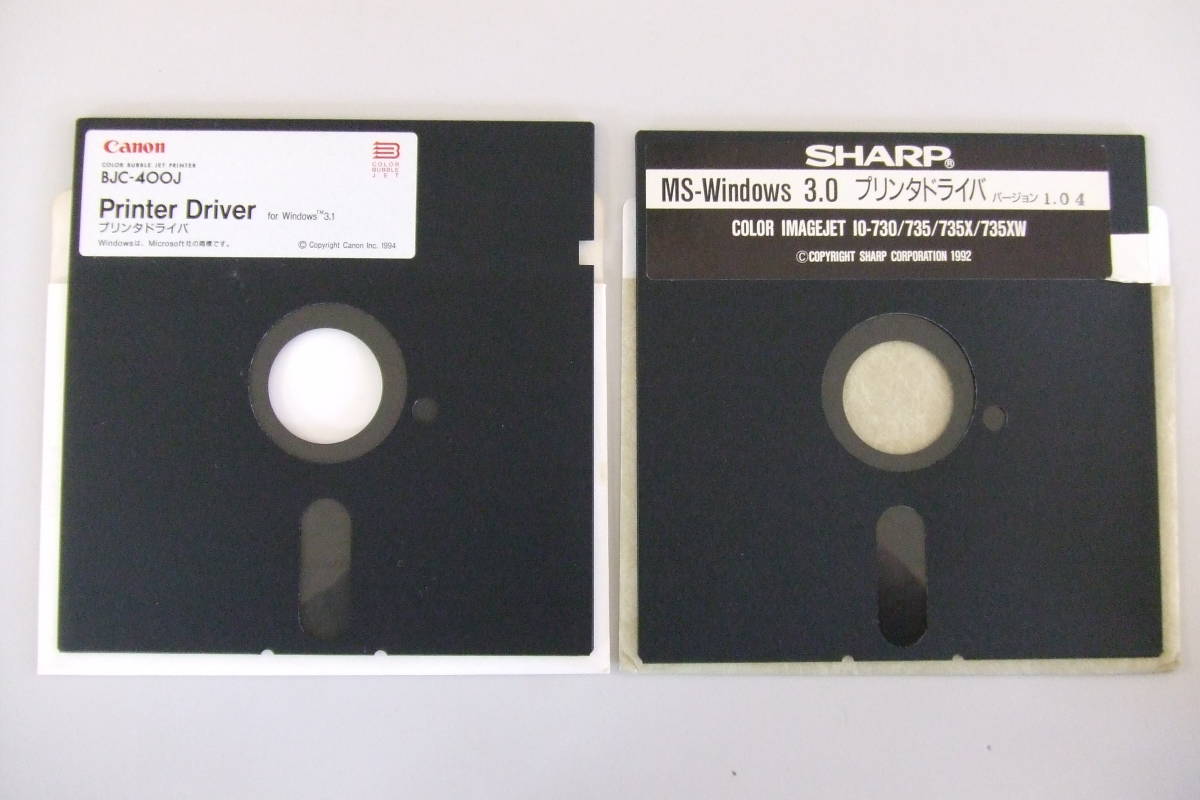 Canon
COLOR BUBBLE JET PRINTER
BJC-400J
Printer Driver for Windows™3.1
プリンタドライバ
Windowsは、Microsoft社の商標です。
© Copyright Canon Inc. 1994
COLOR
BUBBLE
JET
SHARP®
MS-Windows 3.0 プリンタドライバ バージョン 1.04
COLOR IMAGEJET IO-730/735/735X/735XW
©COPYRIGHT SHARP CORPORATION 1992